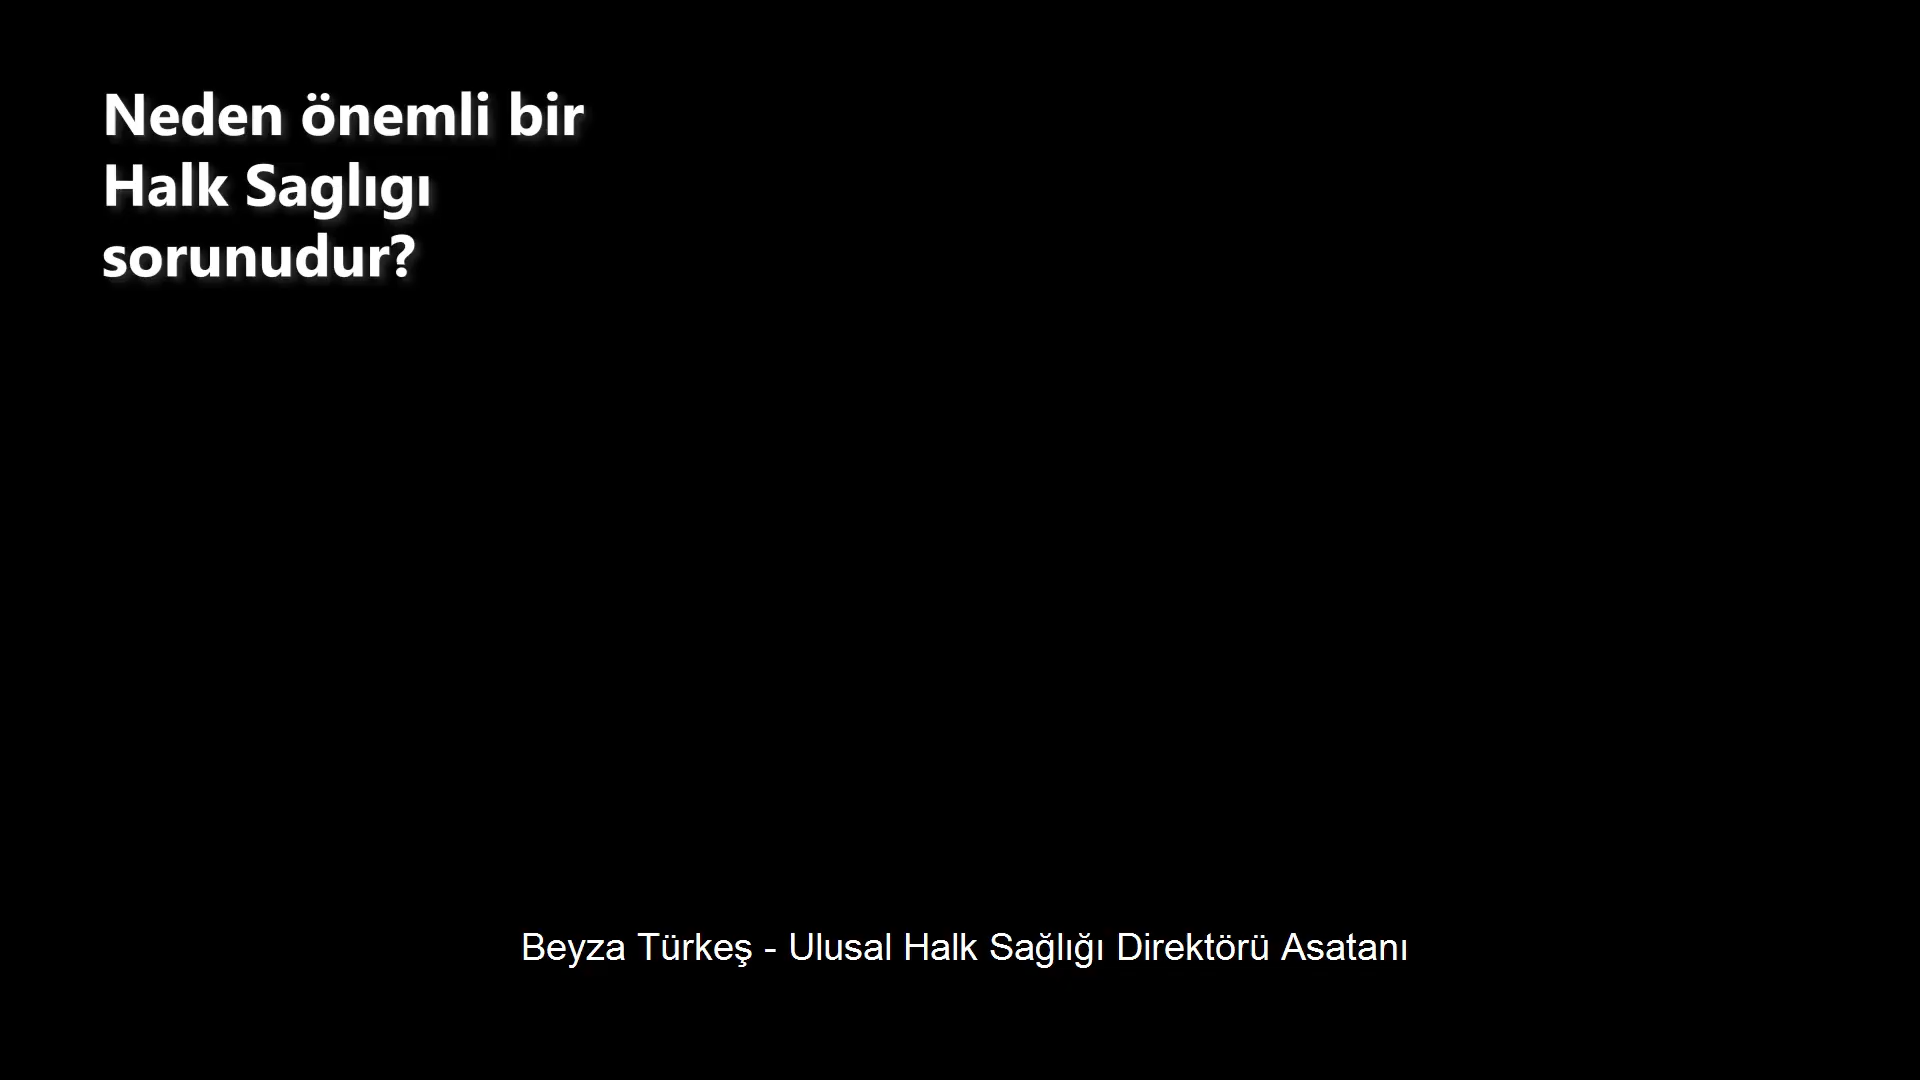 Neden önemli bir
Halk Saglıgı
sorunudur?
Beyza Türkeş - Ulusal Halk Sağlığı Direktörü Asatanı